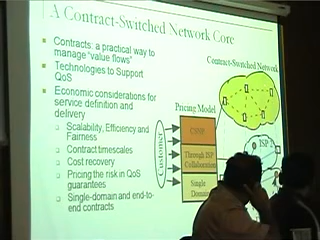 A Contract-Switched Network Core
Contracts: a practical way to
manage "value flows"
Technologies to Support
QoS
Economic considerations for
service definition and
delivery
Scalability, Efficiency and
Fairness
Contract timescales
Cost recovery
Pricing the risk in QoS
guarantees
Single-domain and end-to-
end contracts
Contract-Switched Network
Pricing Model
Customer
Through ISP
Collaboration
Single
Domain
ISP 2